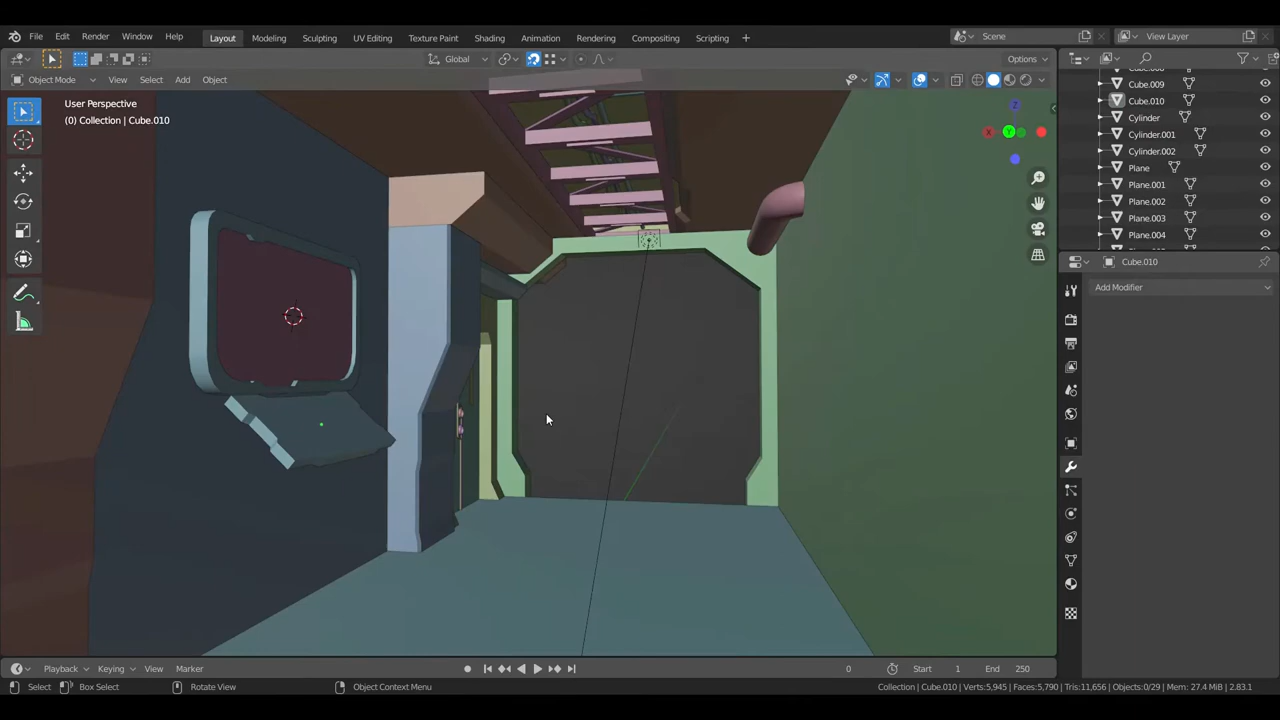 File Edit Render Window Help Layout Modeling Sculpting UV Editing Texture Paint Shading Animation Rendering Compositing Scripting + Scene View Layer
Global Options
Object Mode View Select Add Object
User Perspective
(0) Collection | Cube.010
Cube.009
Cube.010
Cylinder
Cylinder.001
Cylinder.002
Plane
Plane.001
Plane.002
Plane.003
Plane.004
Z
X Y
Cube.010
Add Modifier
Playback Keying View Marker 0 Start 1 End 250
Select Box Select Rotate View Object Context Menu Collection | Cube.010 | Verts:5,945 | Faces:5,790 | Tris:11,656 | Objects:0/29 | Mem: 27.4 MiB | 2.83.1